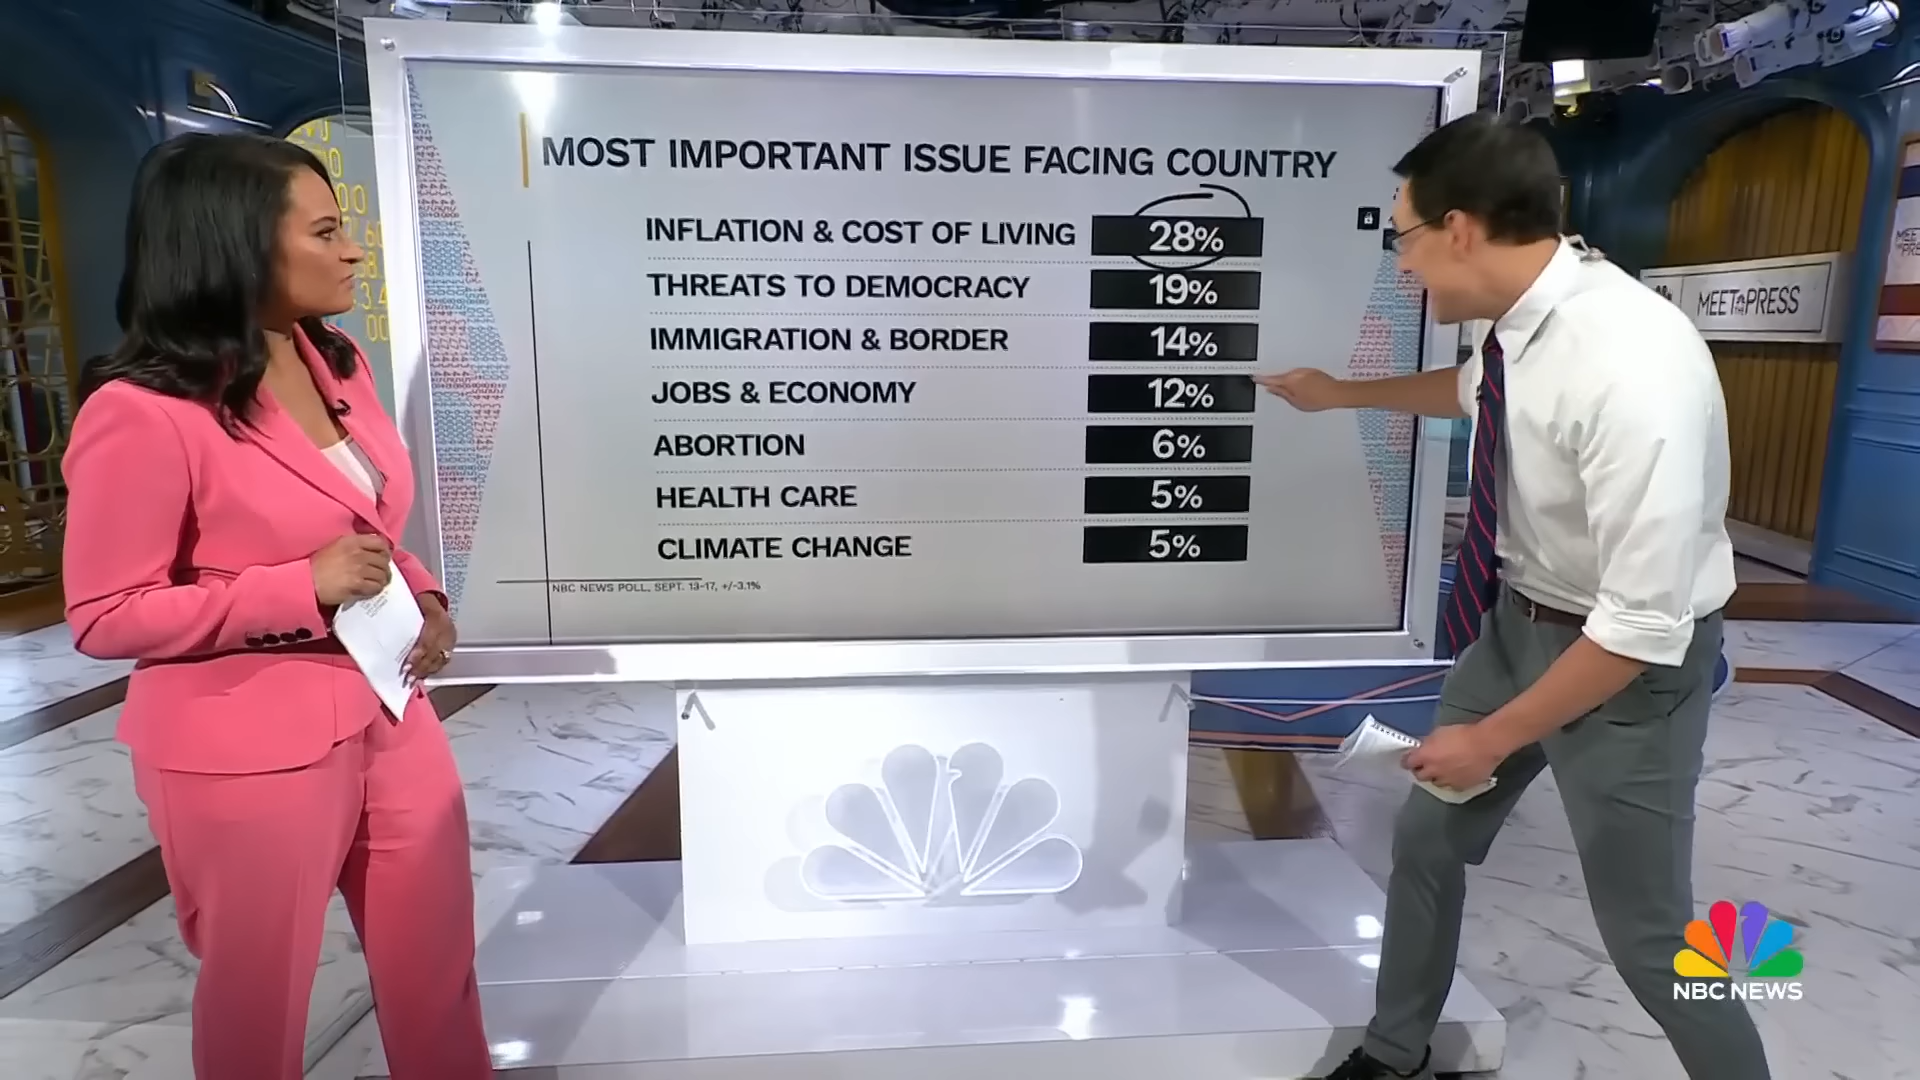 MOST IMPORTANT ISSUE FACING COUNTRY
INFLATION & COST OF LIVING 28%
THREATS TO DEMOCRACY 19%
IMMIGRATION & BORDER 14%
JOBS & ECONOMY 12%
ABORTION 6%
HEALTH CARE 5%
CLIMATE CHANGE 5%
NBC NEWS POLL, SEPT. 13-17, +/-3.1%
MEET THE PRESS
NBC NEWS